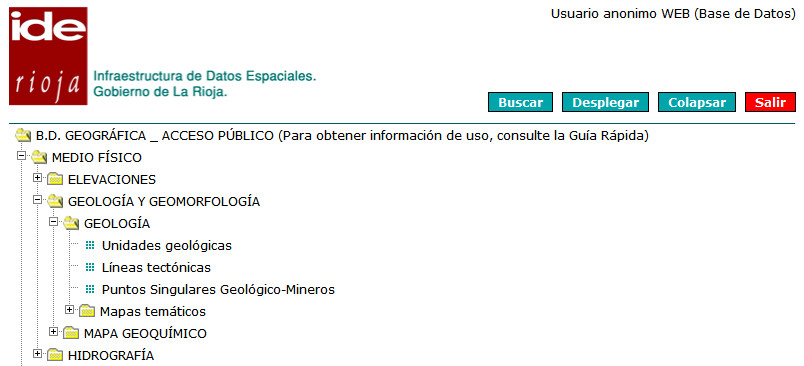 Usuario anonimo WEB (Base de Datos)
ide
rioja
Infraestructura de Datos Espaciales.
Gobierno de La Rioja.
Buscar Desplegar Colapsar Salir
B.D. GEOGRÁFICA _ ACCESO PÚBLICO (Para obtener información de uso, consulte la Guía Rápida)
MEDIO FÍSICO
ELEVACIONES
GEOLOGÍA Y GEOMORFOLOGÍA
GEOLOGÍA
Unidades geológicas
Líneas tectónicas
Puntos Singulares Geológico-Mineros
Mapas temáticos
MAPA GEOQUÍMICO
HIDROGRAFÍA